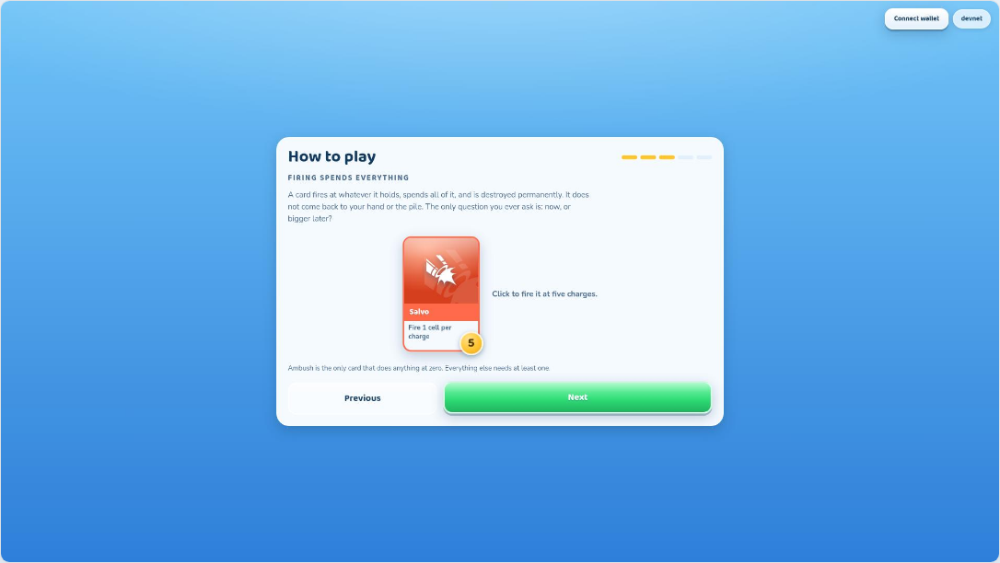 Connect wallet
devnet
How to play
FIRING SPENDS EVERYTHING
A card fires at whatever it holds, spends all of it, and is destroyed permanently. It does
not come back to your hand or the pile. The only question you ever ask is: now, or
bigger later?
Salvo
Fire 1 cell per
charge
5
Click to fire it at five charges.
Ambush is the only card that does anything at zero. Everything else needs at least one.
Previous
Next